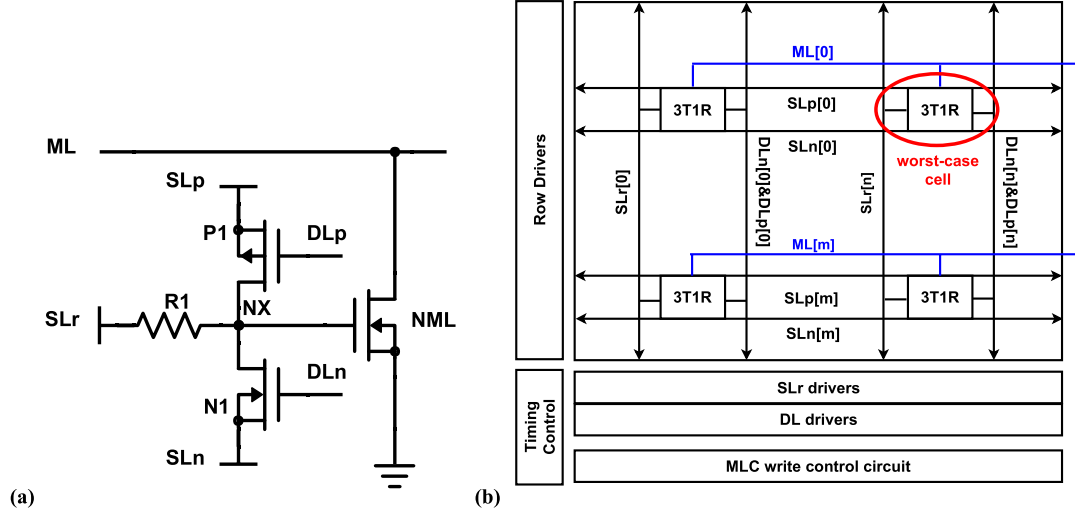 ML
SLp
P1
DLp
R1
NX
SLr
NML
DLn
N1
SLn
(a)
Row Drivers
ML[0]
3T1R
SLp[0]
3T1R
SLn[0]
worst-case
cell
SLr[0]
DLn[0]&DLp[0]
SLr[n]
DLn[n]&DLp[n]
ML[m]
3T1R
SLp[m]
3T1R
SLn[m]
Timing
Control
SLr drivers
DL drivers
MLC write control circuit
(b)